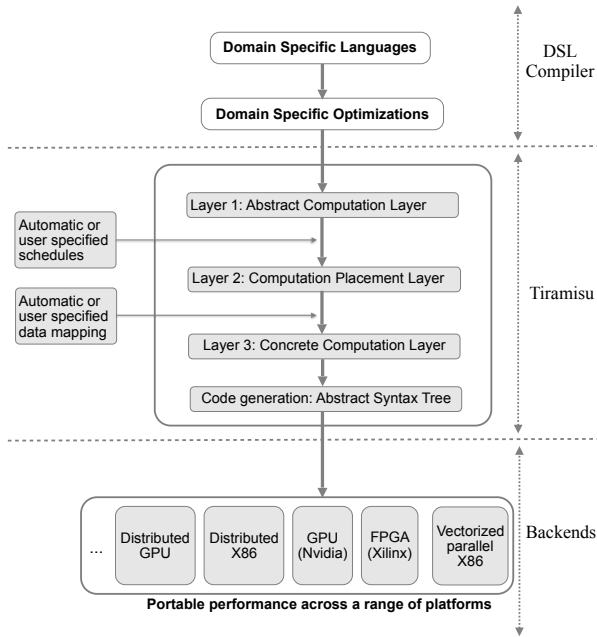 Domain Specific Languages
DSL
Compiler
Domain Specific Optimizations
Layer 1: Abstract Computation Layer
Automatic or
user specified
schedules
Layer 2: Computation Placement Layer
Tiramisu
Automatic or
user specified
data mapping
Layer 3: Concrete Computation Layer
Code generation: Abstract Syntax Tree
...
Distributed
GPU
Distributed
X86
GPU
(Nvidia)
FPGA
(Xilinx)
Vectorized
parallel
X86
Backends
Portable performance across a range of platforms